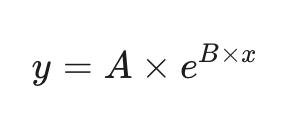 y = A × e^{B×x}